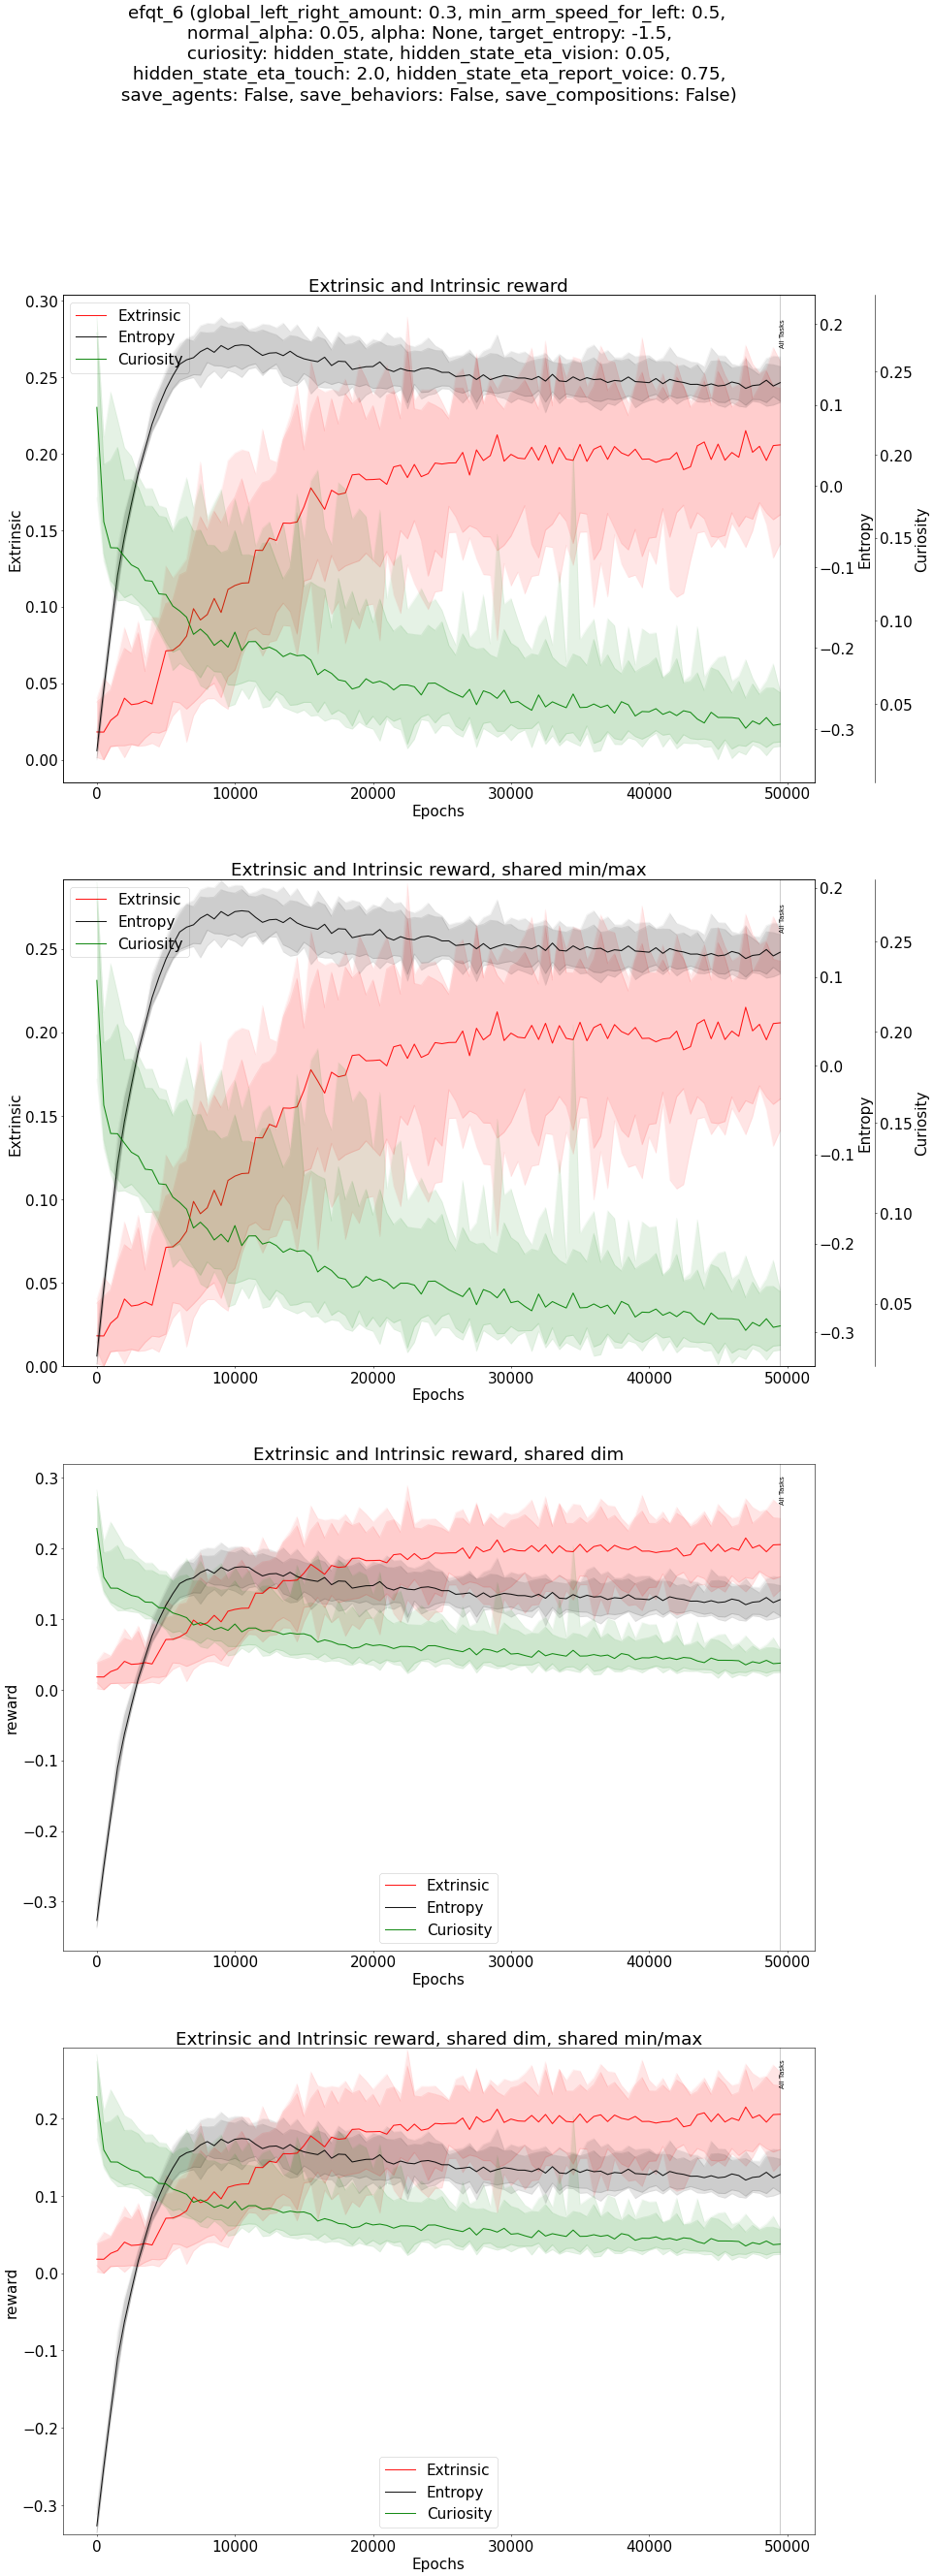 efqt_6 (global_left_right_amount: 0.3, min_arm_speed_for_left: 0.5,
normal_alpha: 0.05, alpha: None, target_entropy: -1.5,
curiosity: hidden_state, hidden_state_eta_vision: 0.05,
hidden_state_eta_touch: 2.0, hidden_state_eta_report_voice: 0.75,
save_agents: False, save_behaviors: False, save_compositions: False)
Extrinsic and Intrinsic reward
Extrinsic
Entropy
Curiosity
All Tasks
0.30
0.25
0.20
0.15
0.10
0.05
0.00
Extrinsic
0.2
0.1
0.0
−0.1
−0.2
−0.3
Entropy
0.25
0.20
0.15
0.10
0.05
Curiosity
0 10000 20000 30000 40000 50000
Epochs
Extrinsic and Intrinsic reward, shared min/max
Extrinsic
Entropy
Curiosity
All Tasks
0.25
0.20
0.15
0.10
0.05
0.00
Extrinsic
0.2
0.1
0.0
−0.1
−0.2
−0.3
Entropy
0.25
0.20
0.15
0.10
0.05
Curiosity
0 10000 20000 30000 40000 50000
Epochs
Extrinsic and Intrinsic reward, shared dim
All Tasks
0.3
0.2
0.1
0.0
−0.1
−0.2
−0.3
reward
Extrinsic
Entropy
Curiosity
0 10000 20000 30000 40000 50000
Epochs
Extrinsic and Intrinsic reward, shared dim, shared min/max
All Tasks
0.2
0.1
0.0
−0.1
−0.2
−0.3
reward
Extrinsic
Entropy
Curiosity
0 10000 20000 30000 40000 50000
Epochs